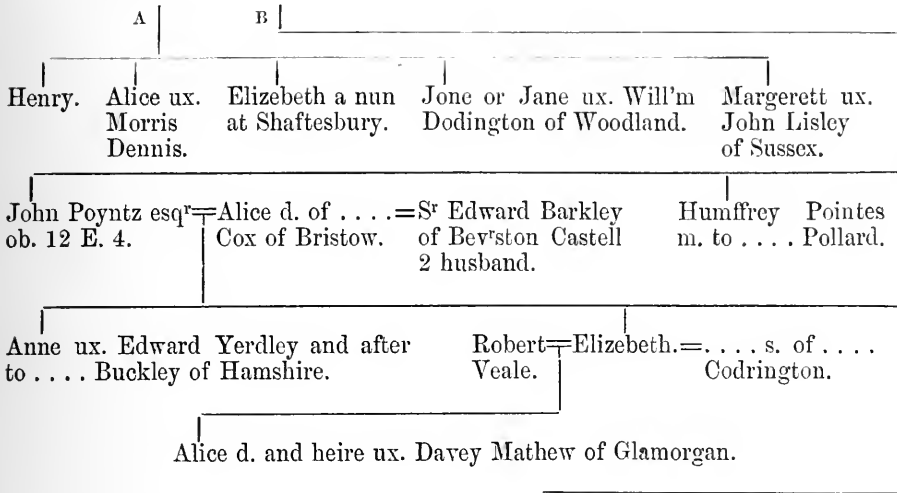 A B
Henry. Alice ux. Elizebeth a nun Jone or Jane ux. Will'm Margerett ux.
Morris at Shaftesbury. Dodington of Woodland. John Lisley
Dennis. of Sussex.
John Poyntz esqʳ=Alice d. of . . . .=Sʳ Edward Barkley Humffrey Pointes
ob. 12 E. 4. Cox of Bristow. of Bevʳston Castell m. to . . . . Pollard.
2 husband.
Anne ux. Edward Yerdley and after Robert=Elizebeth.=. . . . s. of . . . .
to . . . . Buckley of Hamshire. Veale. Codrington.
Alice d. and heire ux. Davey Mathew of Glamorgan.